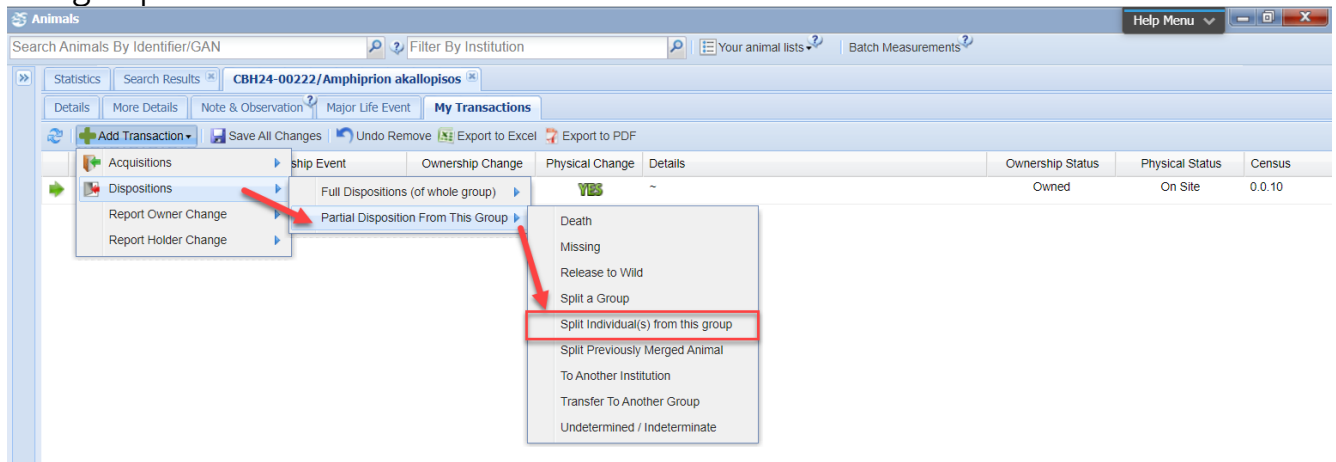 Animals
Help Menu
Search Animals By Identifier/GAN Filter By Institution Your animal lists Batch Measurements
Statistics Search Results CBH24-00222/Amphiprion akallopisos
Details More Details Note & Observation Major Life Event My Transactions
Add Transaction Save All Changes Undo Remove Export to Excel Export to PDF
ship Event Ownership Change Physical Change Details Ownership Status Physical Status Census
YES ~ Owned On Site 0.0.10
Acquisitions
Dispositions
Report Owner Change
Report Holder Change
Full Dispositions (of whole group)
Partial Disposition From This Group
Death
Missing
Release to Wild
Split a Group
Split Individual(s) from this group
Split Previously Merged Animal
To Another Institution
Transfer To Another Group
Undetermined / Indeterminate